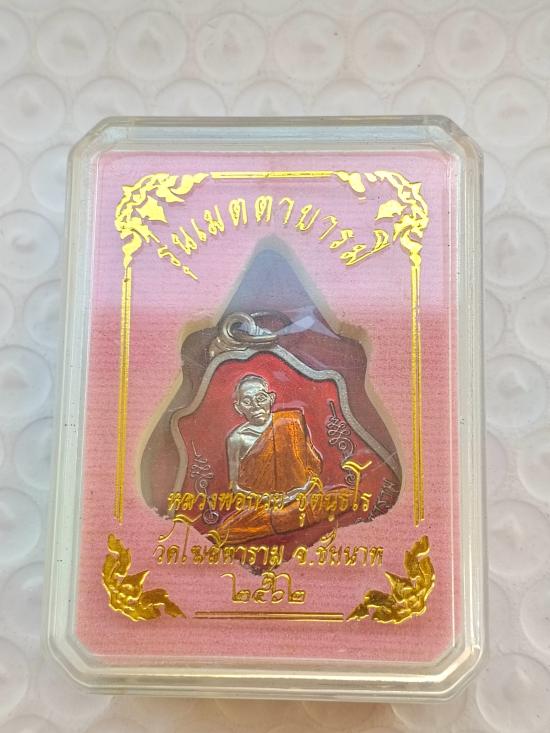 รุ่นเมตตาบารมี
หลวงพ่อกวย ชุตินฺธโร
วัดโฆสิตาราม จ.ชัยนาท
๒๕๖๒